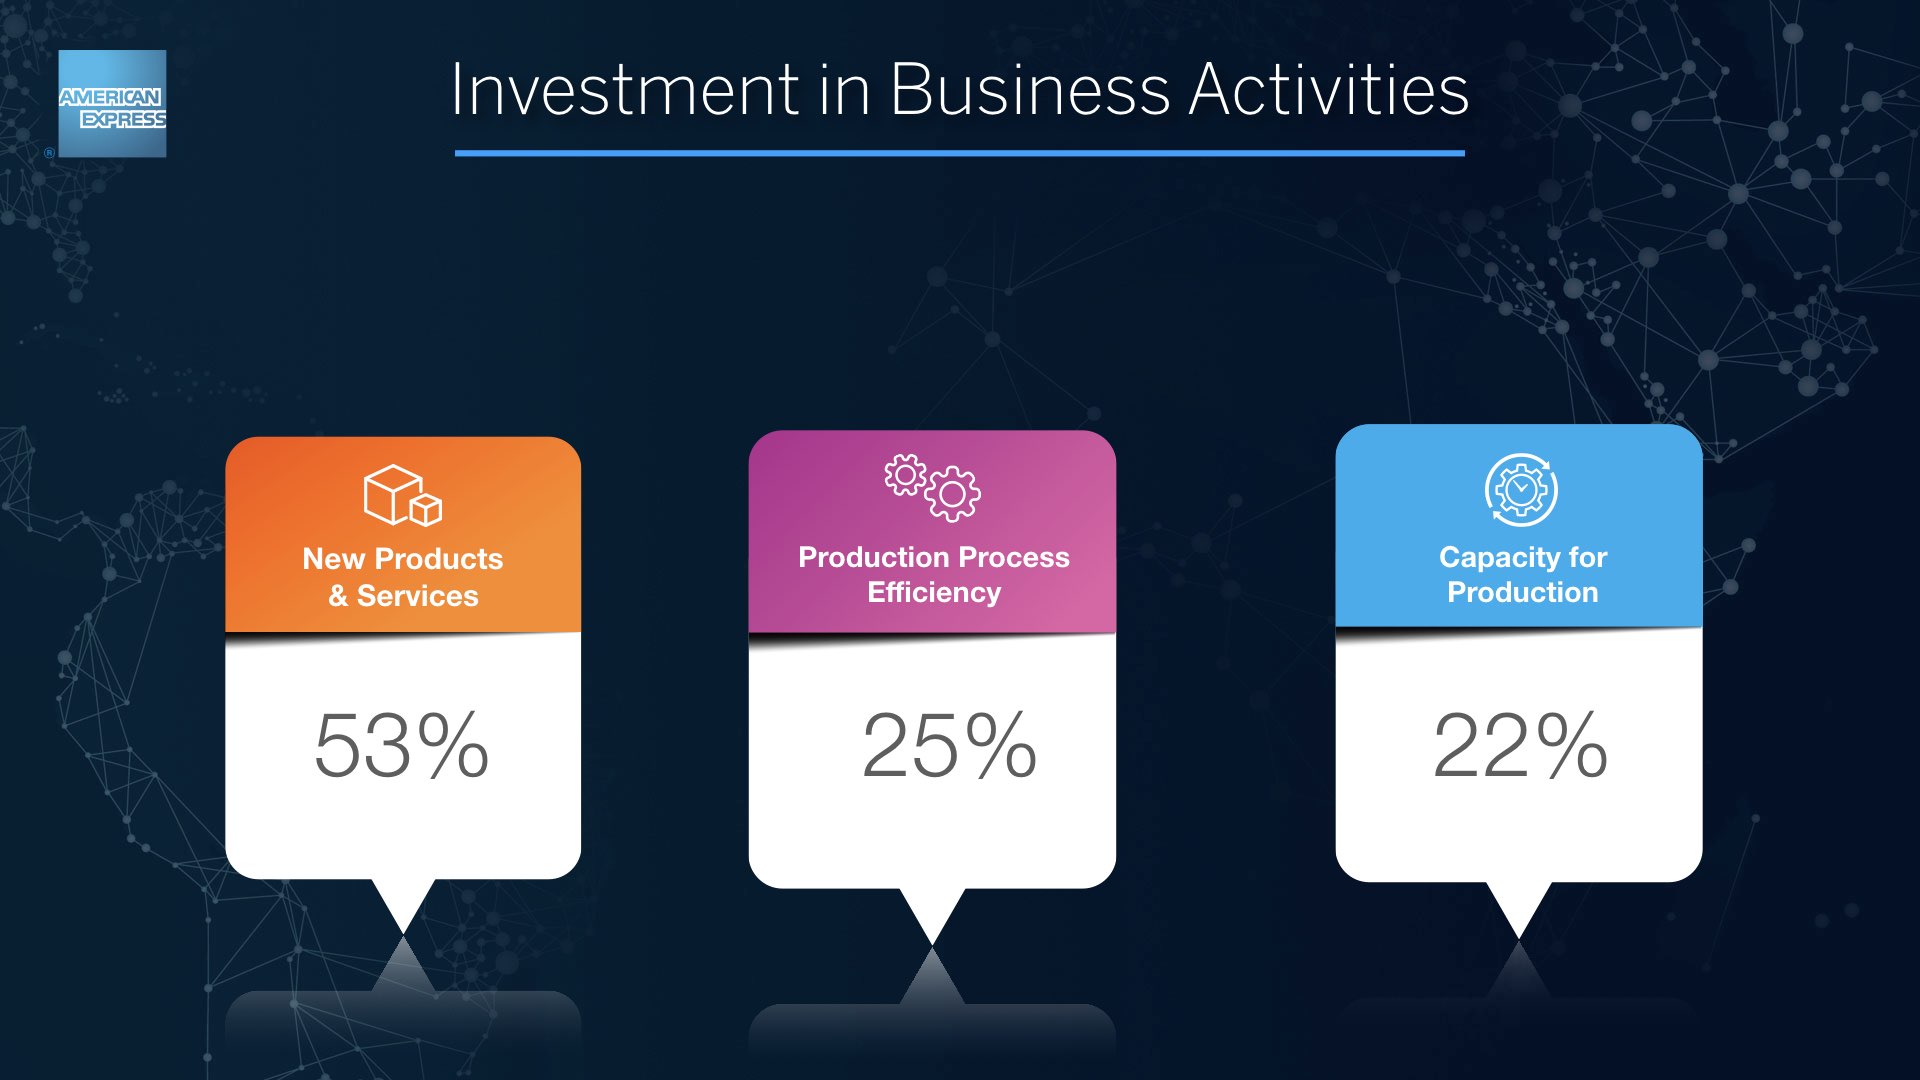 AMERICAN
EXPRESS
®
Investment in Business Activities
New Products
& Services
53%
Production Process
Efficiency
25%
Capacity for
Production
22%